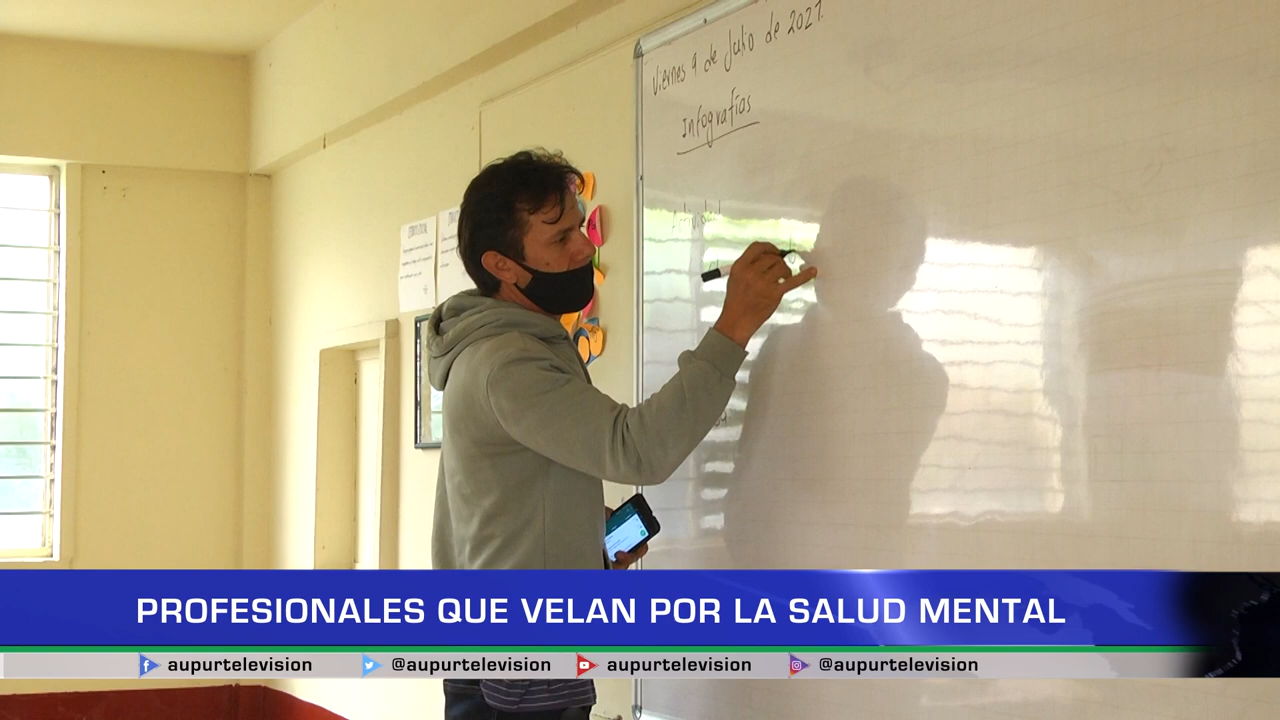 Viernes 9 de Julio de 2021.
Infografías
PROFESIONALES QUE VELAN POR LA SALUD MENTAL
aupurtelevision
@aupurtelevision
aupurtelevision
@aupurtelevision